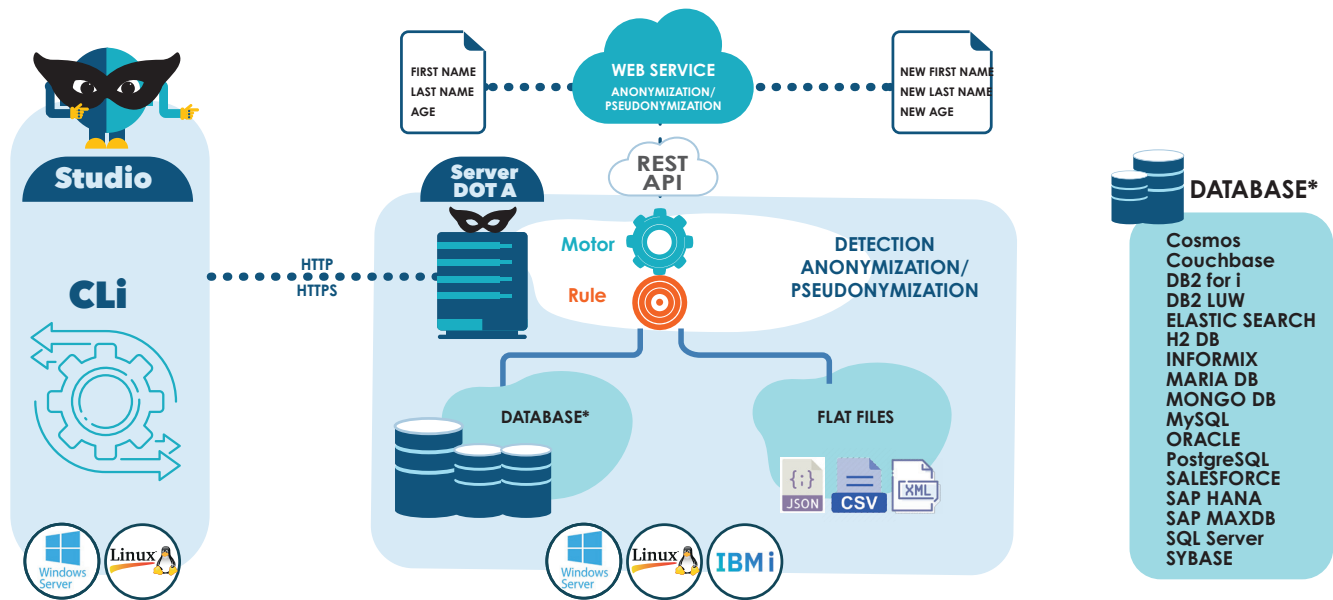 FIRST NAME
LAST NAME
AGE
WEB SERVICE
ANONYMIZATION/
PSEUDONYMIZATION
NEW FIRST NAME
NEW LAST NAME
NEW AGE
Studio
CLi
Windows
Server
Linux
HTTP
HTTPS
Server
DOT A
REST
API
Motor
Rule
DETECTION
ANONYMIZATION/
PSEUDONYMIZATION
DATABASE*
FLAT FILES
{;}
JSON
CSV
XML
Windows
Server
Linux
IBM i
DATABASE*
Cosmos
Couchbase
DB2 for i
DB2 LUW
ELASTIC SEARCH
H2 DB
INFORMIX
MARIA DB
MONGO DB
MySQL
ORACLE
PostgreSQL
SALESFORCE
SAP HANA
SAP MAXDB
SQL Server
SYBASE